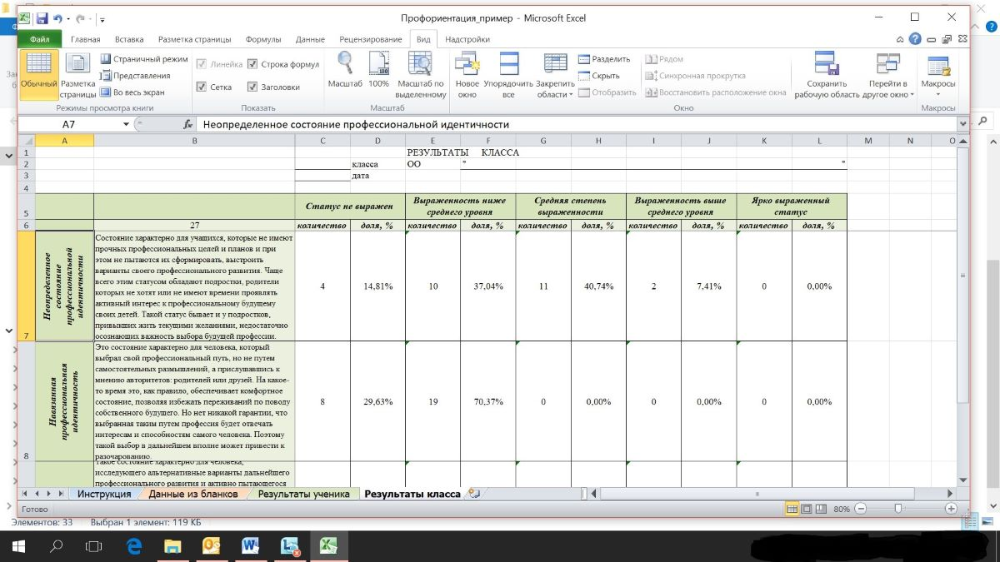 Профориентация_пример - Microsoft Excel
Файл Главная Вставка Разметка страницы Формулы Данные Рецензирование Вид Надстройки
Обычный Разметка страницы Страничный режим Представления Во весь экран
Линейка Строка формул Сетка Заголовки
Масштаб 100% Масштаб по выделенному
Новое окно Упорядочить все Закрепить области
Разделить Скрыть Отобразить
Рядом Синхронная прокрутка Восстановить расположение окна
Сохранить рабочую область Перейти в другое окно Макросы
Режимы просмотра книги Показать Масштаб Окно Макросы
A7 fx Неопределенное состояние профессиональной идентичности
A B C D E F G H I J K L M N O
1 РЕЗУЛЬТАТЫ КЛАССА
2 класса ОО " "
3 дата
4
5 Статус не выражен Выраженность ниже среднего уровня Средняя степень выраженности Выраженность выше среднего уровня Ярко выраженный статус
6 27 количество доля, % количество доля, % количество доля, % количество доля, % количество доля, %
7 Неопределенное состояние профессиональной идентичности
Состояние характерно для учащихся, которые не имеют
прочных профессиональных целей и планов и при
этом не пытаются их сформировать, выстроить
варианты своего профессионального развития. Чаще
всего этим статусом обладают подростки, родители
которых не хотят или не имеют времени проявлять
активный интерес к профессиональному будущему
своих детей. Такой статус бывает и у подростков,
привыкших жить текущими желаниями, недостаточно
осознающих важность выбора будущей профессии.
4 14,81% 10 37,04% 11 40,74% 2 7,41% 0 0,00%
8 Навязанная профессиональная идентичность
Это состояние характерно для человека, который
выбрал свой профессиональный путь, но не путем
самостоятельных размышлений, а прислушавшись к
мнению авторитетов: родителей или друзей. На какое-
то время это, как правило, обеспечивает комфортное
состояние, позволяя избежать переживаний по поводу
собственного будущего. Но нет никакой гарантии, что
выбранная таким путем профессия будет отвечать
интересам и способностям самого человека. Поэтому
такой выбор в дальнейшем вполне может привести к
разочарованию.
8 29,63% 19 70,37% 0 0,00% 0 0,00% 0 0,00%
Такое состояние характерно для человека,
исследующего альтернативные варианты дальнейшего
профессионального развития и активно пытающегося
Инструкция Данные из бланков Результаты ученика Результаты класса
Готово 80%
Элементов: 33 Выбран 1 элемент: 119 КБ